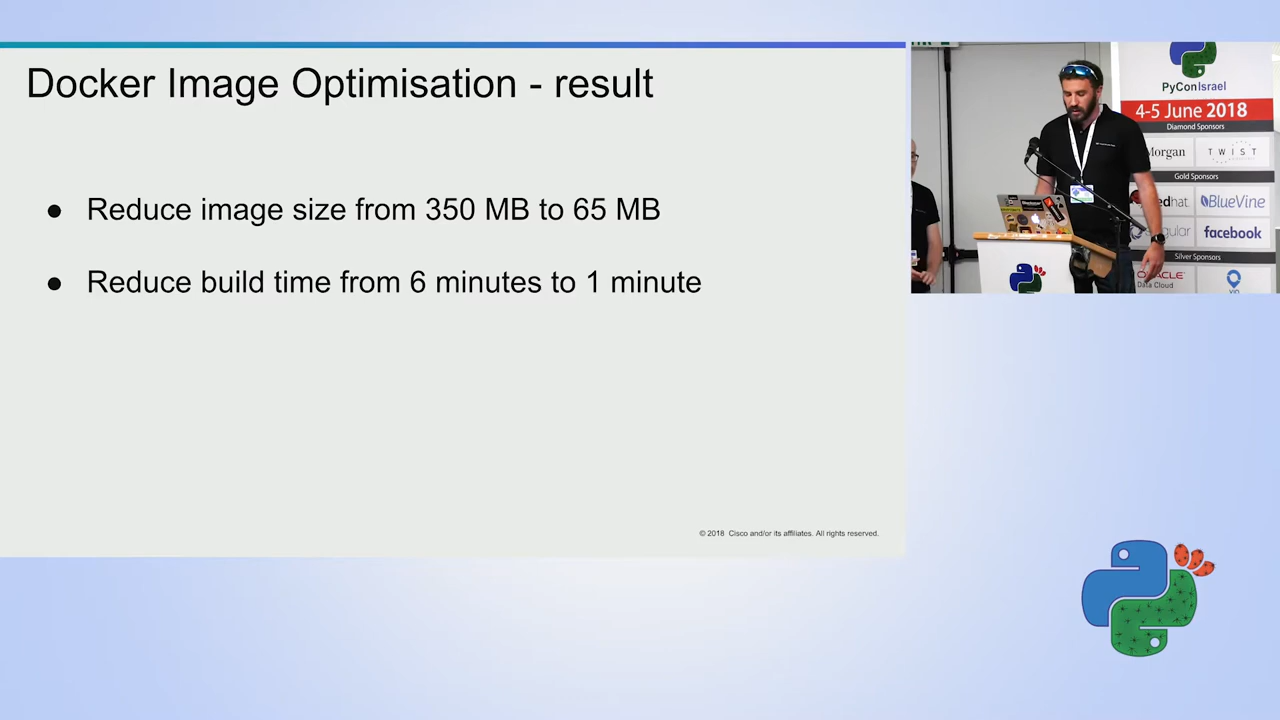 Docker Image Optimisation - result
● Reduce image size from 350 MB to 65 MB
● Reduce build time from 6 minutes to 1 minute
© 2018 Cisco and/or its affiliates. All rights reserved.
PyConIsrael
4-5 June 2018
Diamond Sponsors
Morgan
TWIST
Gold Sponsors
redhat
BlueVine
facebook
Silver Sponsors
ORACLE
Data Cloud